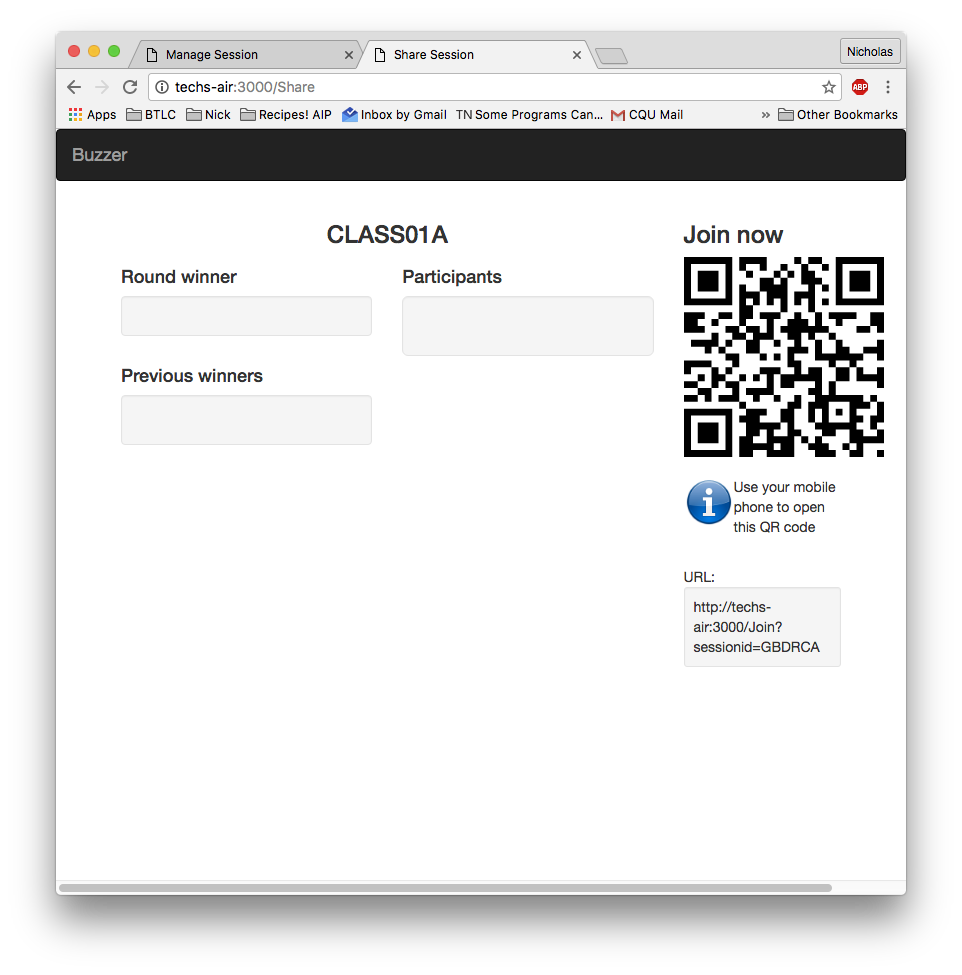 Manage Session
Share Session
Nicholas
techs-air:3000/Share
ABP
Apps
BTLC
Nick
Recipes! AIP
Inbox by Gmail
TN Some Programs Can...
CQU Mail
»
Other Bookmarks
Buzzer
CLASS01A
Join now
Round winner
Participants
Previous winners
Use your mobile
phone to open
this QR code
URL:
http://techs-
air:3000/Join?
sessionid=GBDRCA